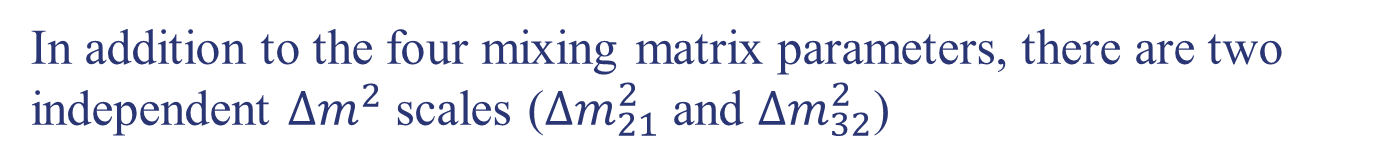 In addition to the four mixing matrix parameters, there are two
independent Δm² scales (Δm²₂₁ and Δm²₃₂)